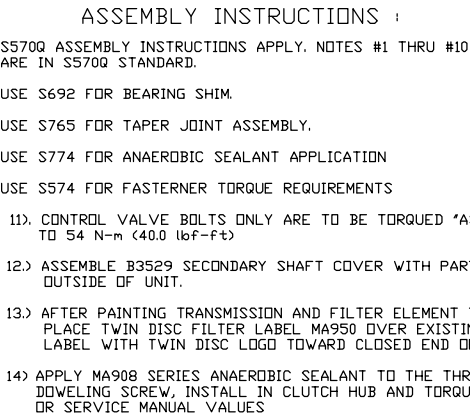 ASSEMBLY INSTRUCTIONS :
S570Q ASSEMBLY INSTRUCTIONS APPLY. NOTES #1 THRU #10
ARE IN S570Q STANDARD.
USE S692 FOR BEARING SHIM.
USE S765 FOR TAPER JOINT ASSEMBLY.
USE S774 FOR ANAEROBIC SEALANT APPLICATION
USE S574 FOR FASTERNER TORQUE REQUIREMENTS
11). CONTROL VALVE BOLTS ONLY ARE TO BE TORQUED
TO 54 N-m (40.0 lbf-ft)
12.) ASSEMBLE B3529 SECONDARY SHAFT COVER WITH
OUTSIDE OF UNIT.
13.) AFTER PAINTING TRANSMISSION AND FILTER ELEMENT
PLACE TWIN DISC FILTER LABEL MA950 OVER
LABEL WITH TWIN DISC LOGO TOWARD CLOSED END
14) APPLY MA908 SERIES ANAEROBIC SEALANT TO THE
DOWELING SCREW, INSTALL IN CLUTCH HUB AND
OR SERVICE MANUAL VALUES